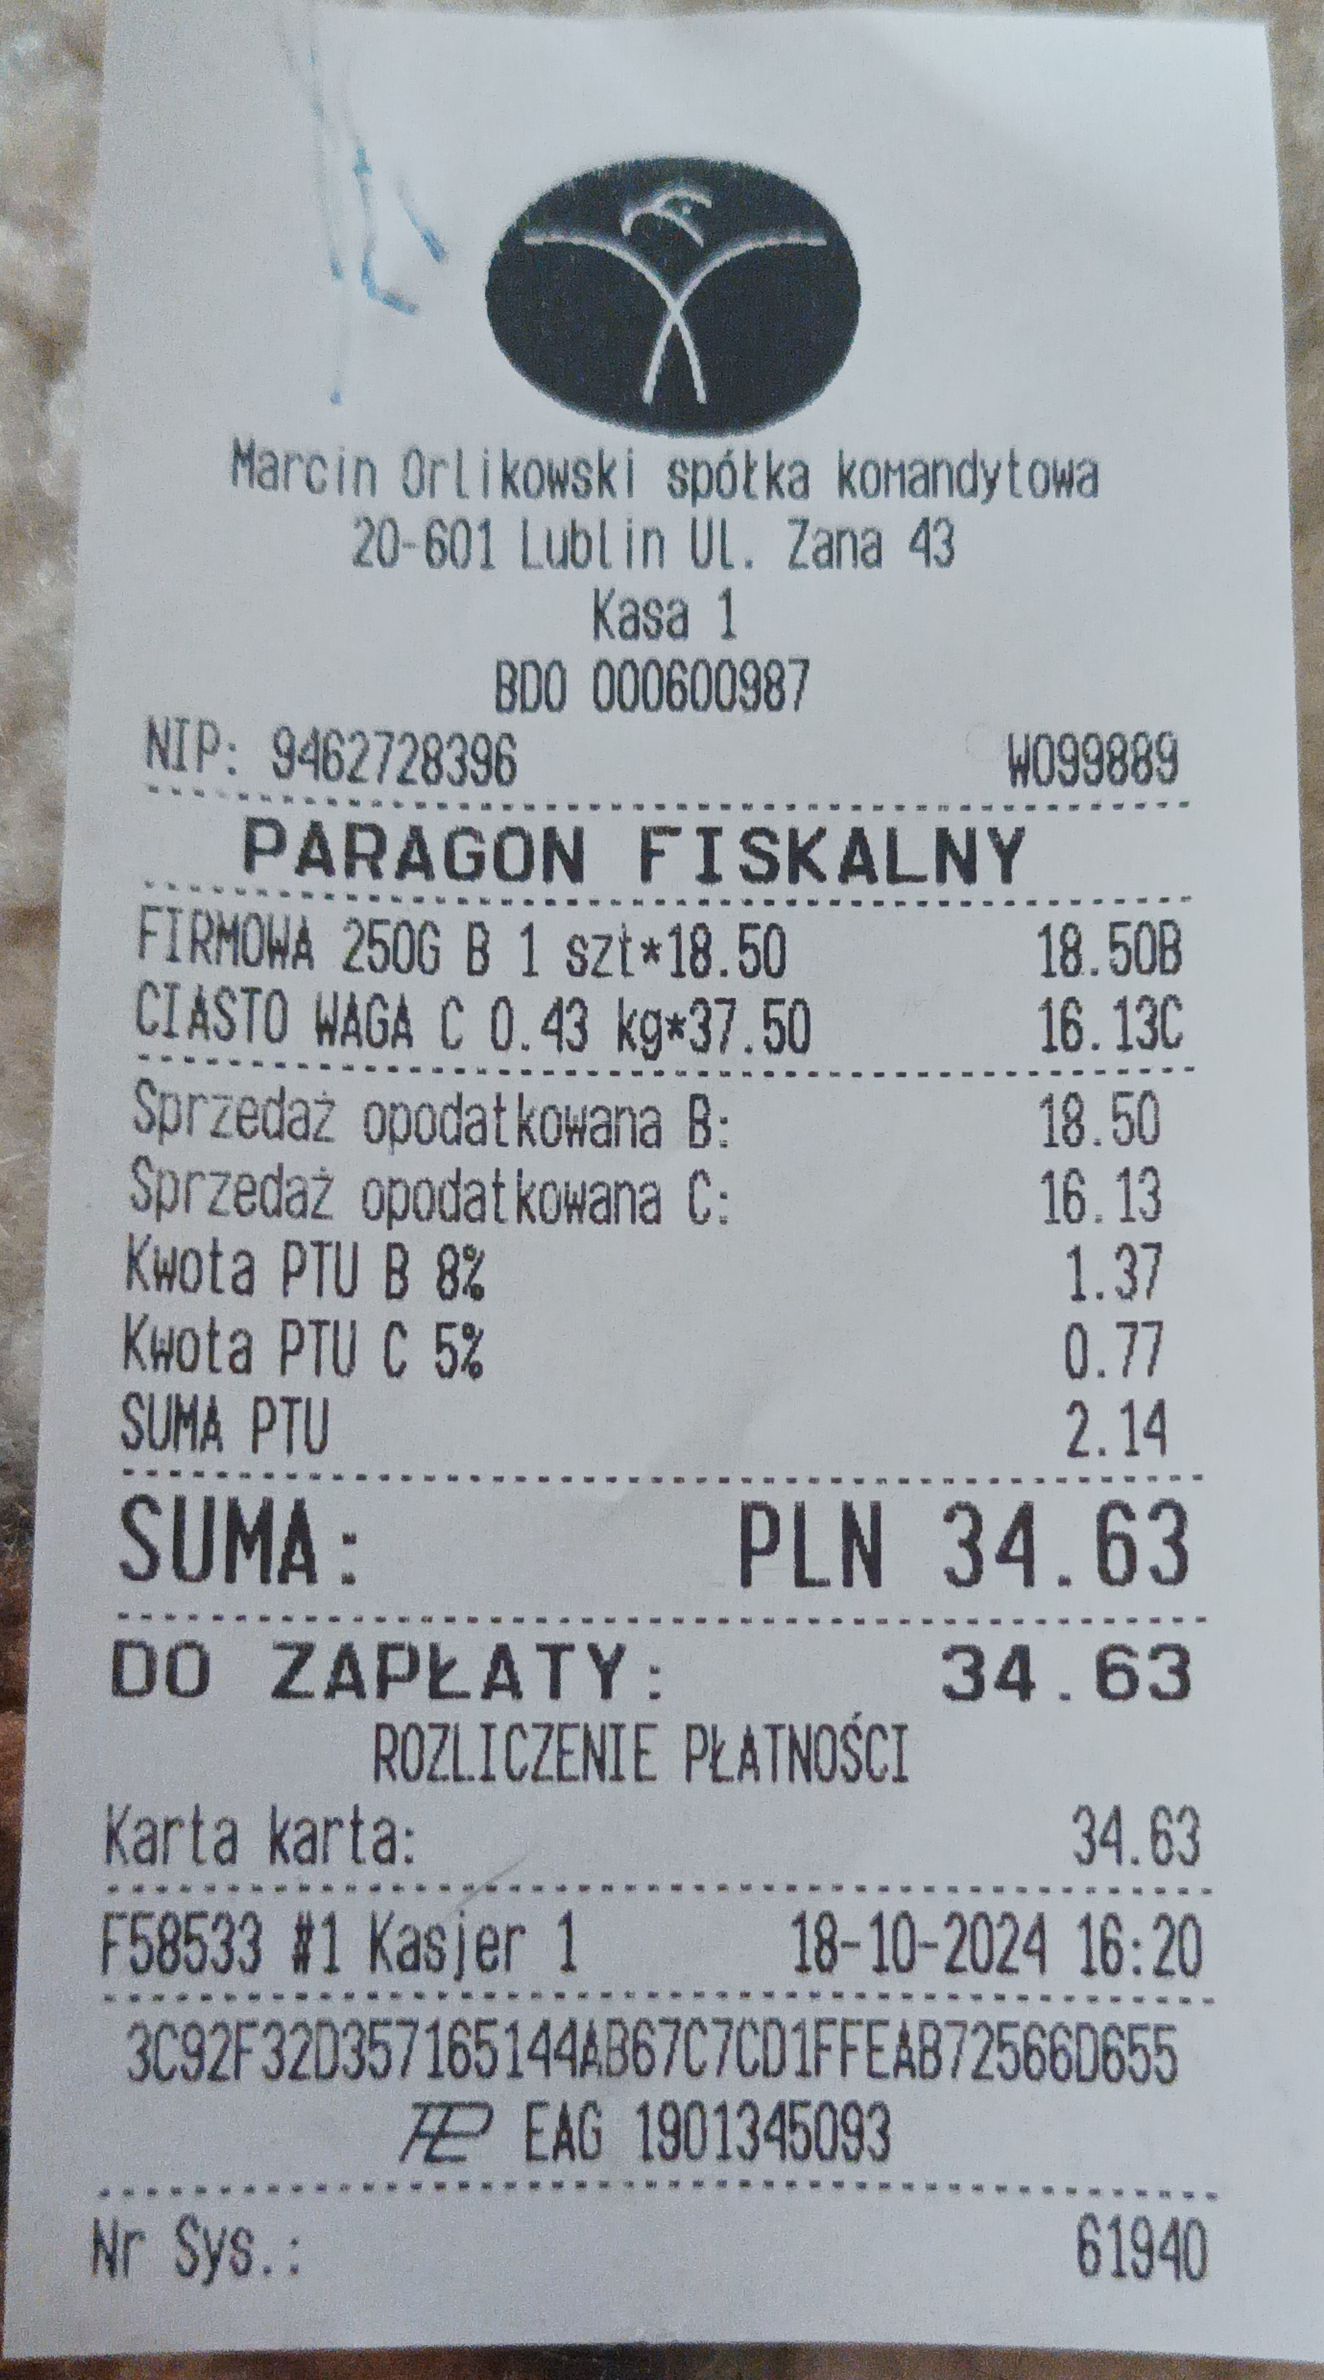 Marcin Orlikowski spółka komandytowa
20-601 Lublin Ul. Zana 43
Kasa 1
BDO 000600987
NIP: 9462728396 W099889
PARAGON FISKALNY
FIRMOWA 250G B 1 szt*18.50 18.50B
CIASTO WAGA C 0.43 kg*37.50 16.13C
Sprzedaż opodatkowana B: 18.50
Sprzedaż opodatkowana C: 16.13
Kwota PTU B 8% 1.37
Kwota PTU C 5% 0.77
SUMA PTU 2.14
SUMA: PLN 34.63
DO ZAPŁATY: 34.63
ROZLICZENIE PŁATNOŚCI
Karta karta: 34.63
F58533 #1 Kasjer 1 18-10-2024 16:20
3C92F32D357165144AB67C7CD1FFEAB72566D655
EAG 1901345093
Nr Sys.: 61940